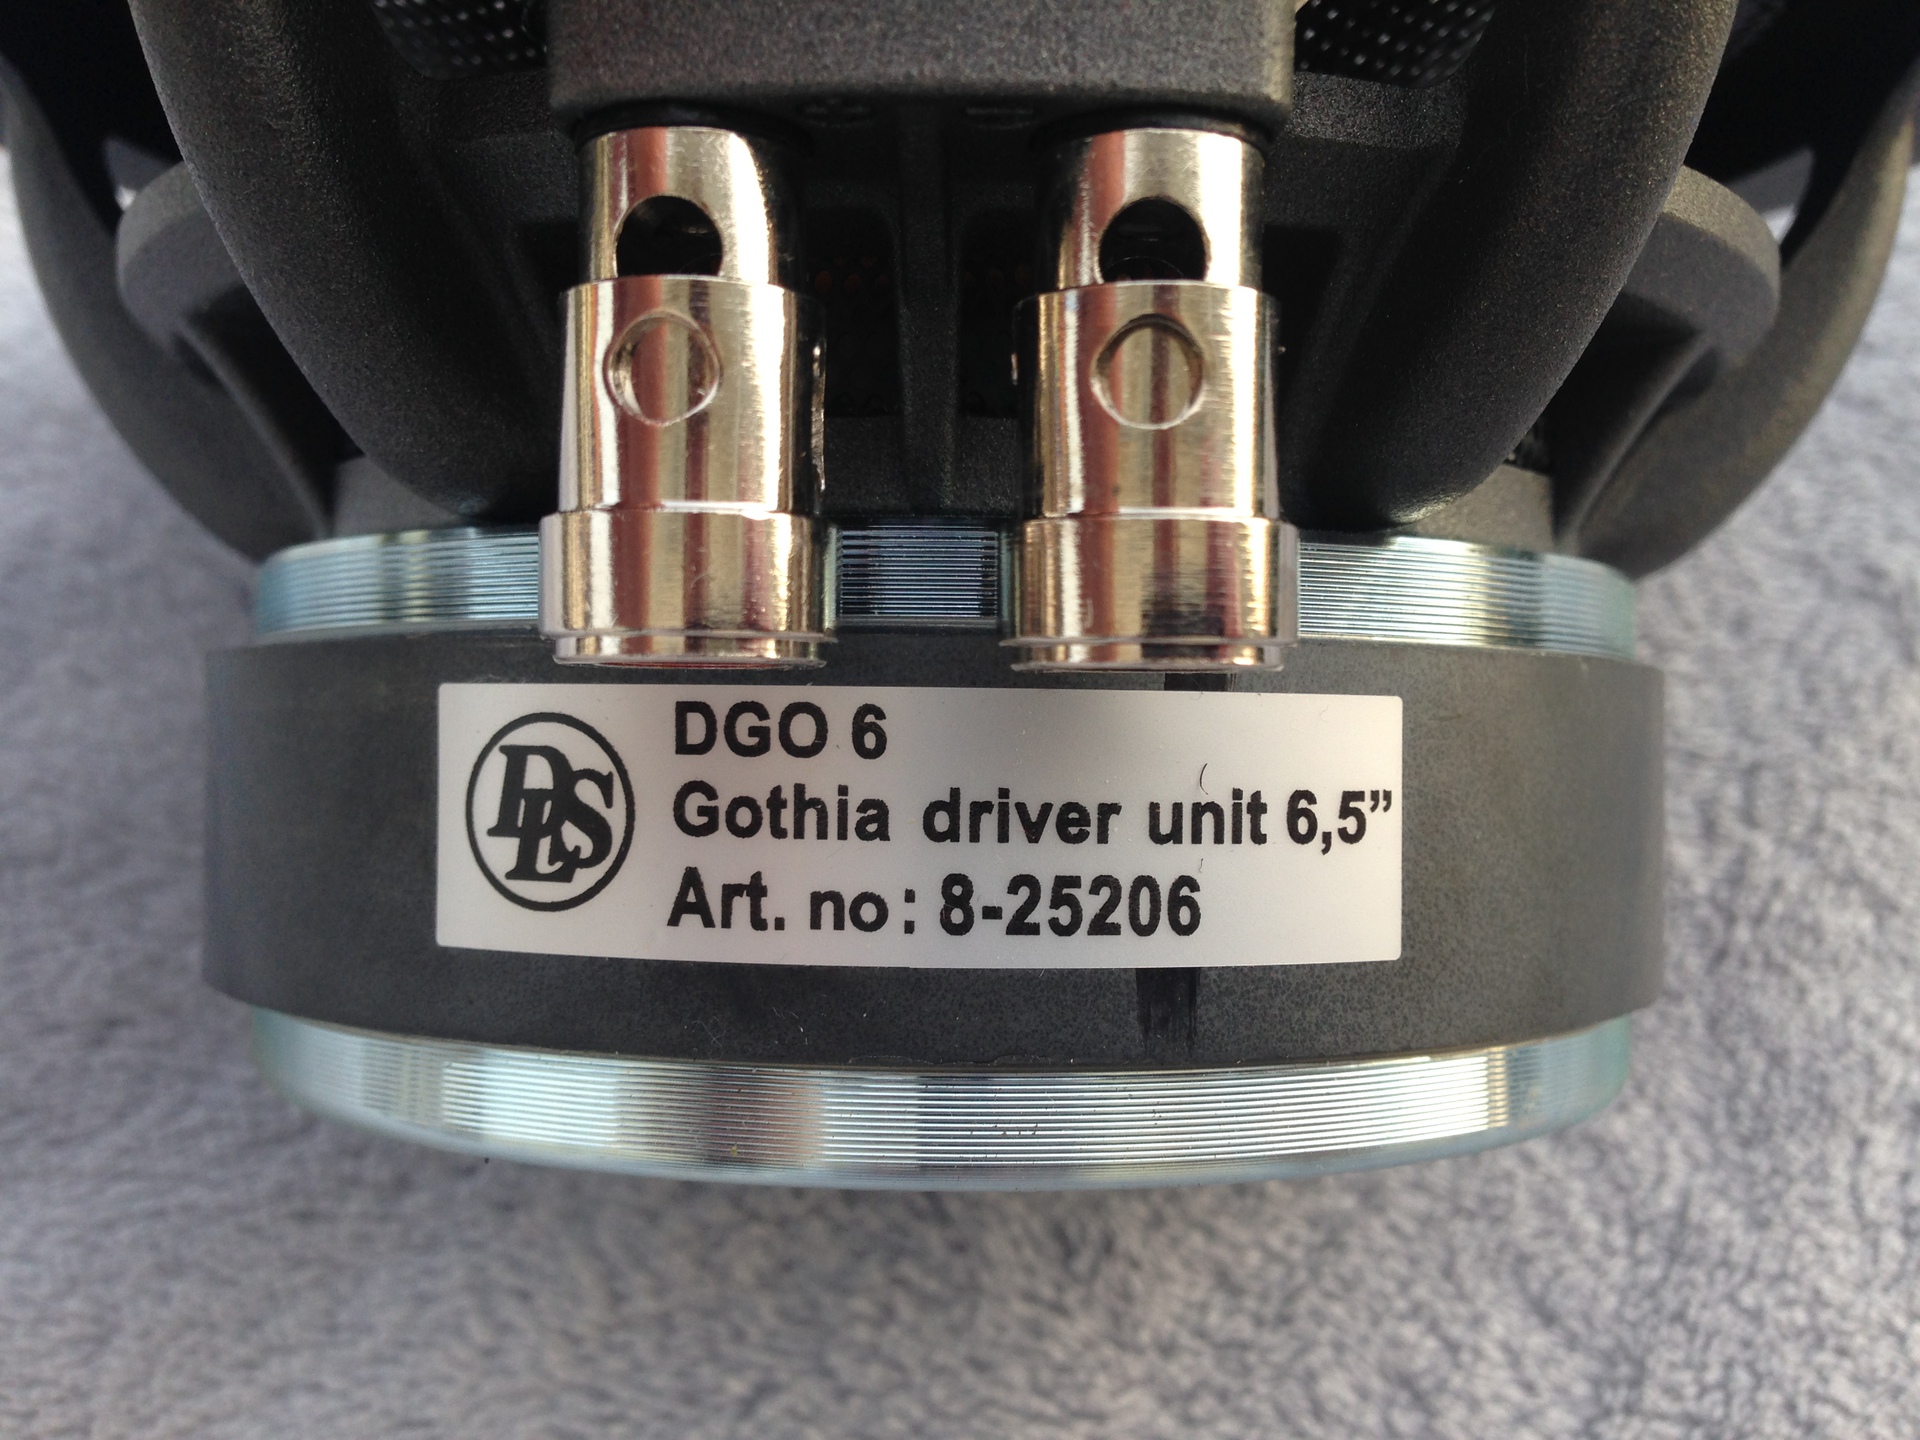 DLS
DGO 6
Gothia driver unit 6,5”
Art. no: 8-25206